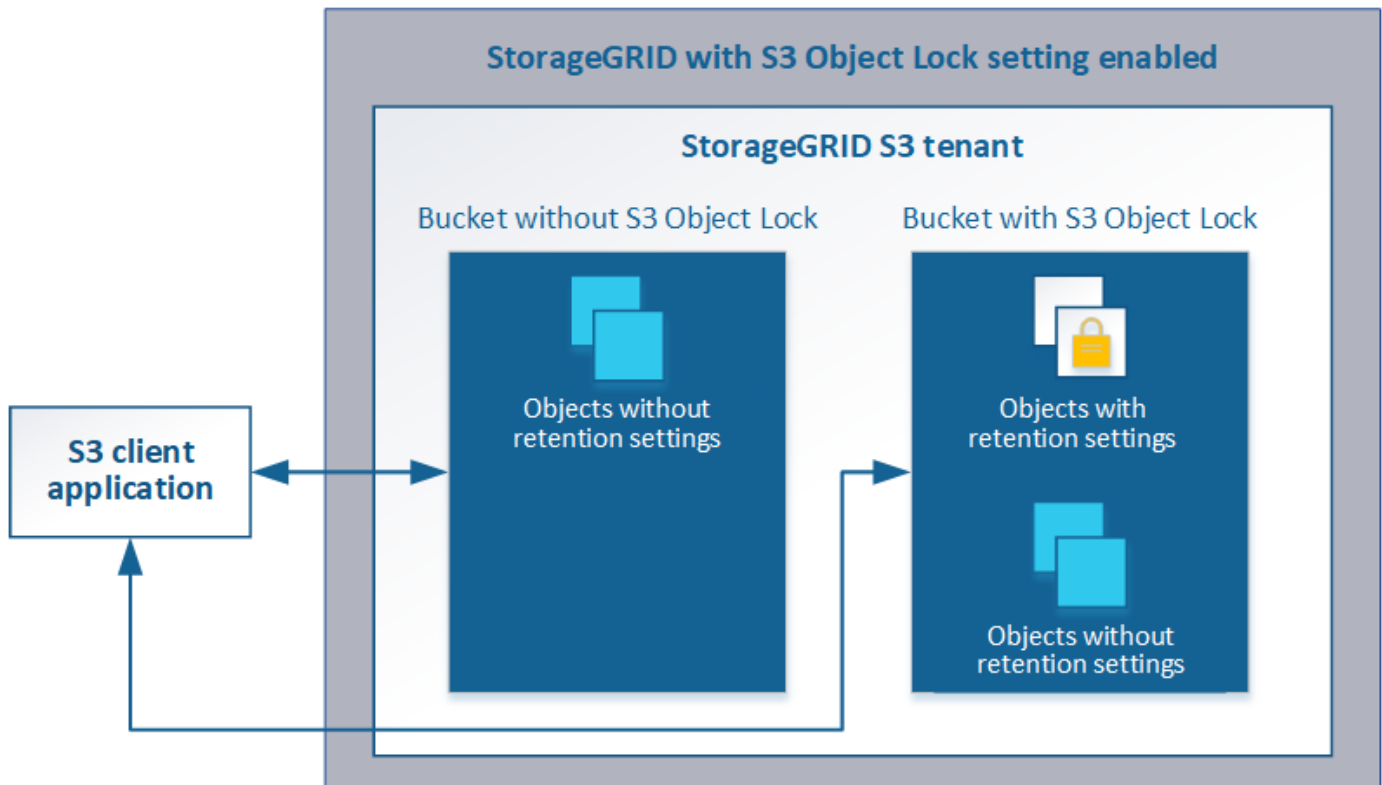 StorageGRID with S3 Object Lock setting enabled
StorageGRID S3 tenant
Bucket without S3 Object Lock
Bucket with S3 Object Lock
Objects without
retention settings
Objects with
retention settings
S3 client
application
Objects without
retention settings